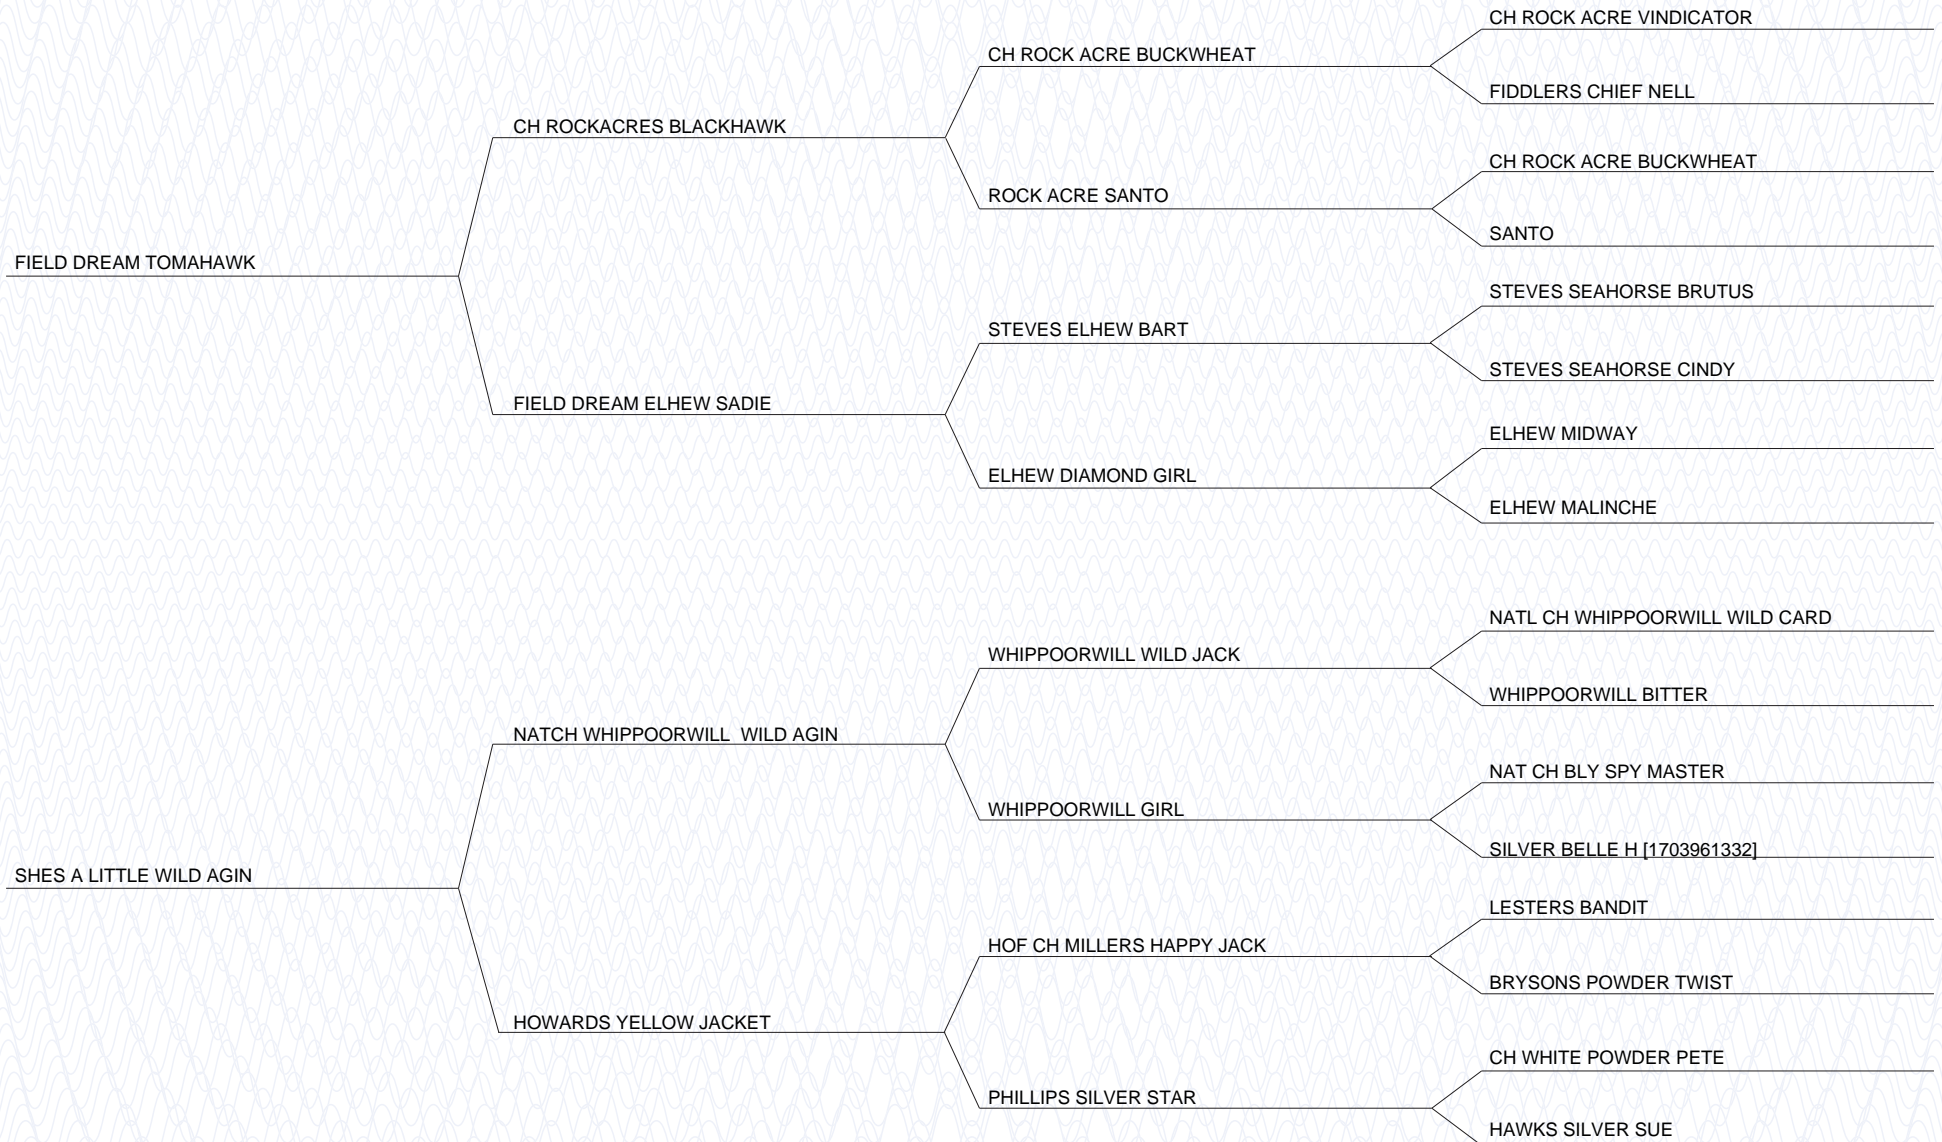 CH ROCK ACRE VINDICATOR
CH ROCK ACRE BUCKWHEAT
FIDDLERS CHIEF NELL
CH ROCKACRES BLACKHAWK
CH ROCK ACRE BUCKWHEAT
ROCK ACRE SANTO
SANTO
FIELD DREAM TOMAHAWK
STEVES SEAHORSE BRUTUS
STEVES ELHEW BART
STEVES SEAHORSE CINDY
FIELD DREAM ELHEW SADIE
ELHEW MIDWAY
ELHEW DIAMOND GIRL
ELHEW MALINCHE
NATL CH WHIPPOORWILL WILD CARD
WHIPPOORWILL WILD JACK
WHIPPOORWILL BITTER
NATCH WHIPPOORWILL  WILD AGIN
NAT CH BLY SPY MASTER
WHIPPOORWILL GIRL
SILVER BELLE H [1703961332]
SHES A LITTLE WILD AGIN
LESTERS BANDIT
HOF CH MILLERS HAPPY JACK
BRYSONS POWDER TWIST
HOWARDS YELLOW JACKET
CH WHITE POWDER PETE
PHILLIPS SILVER STAR
HAWKS SILVER SUE